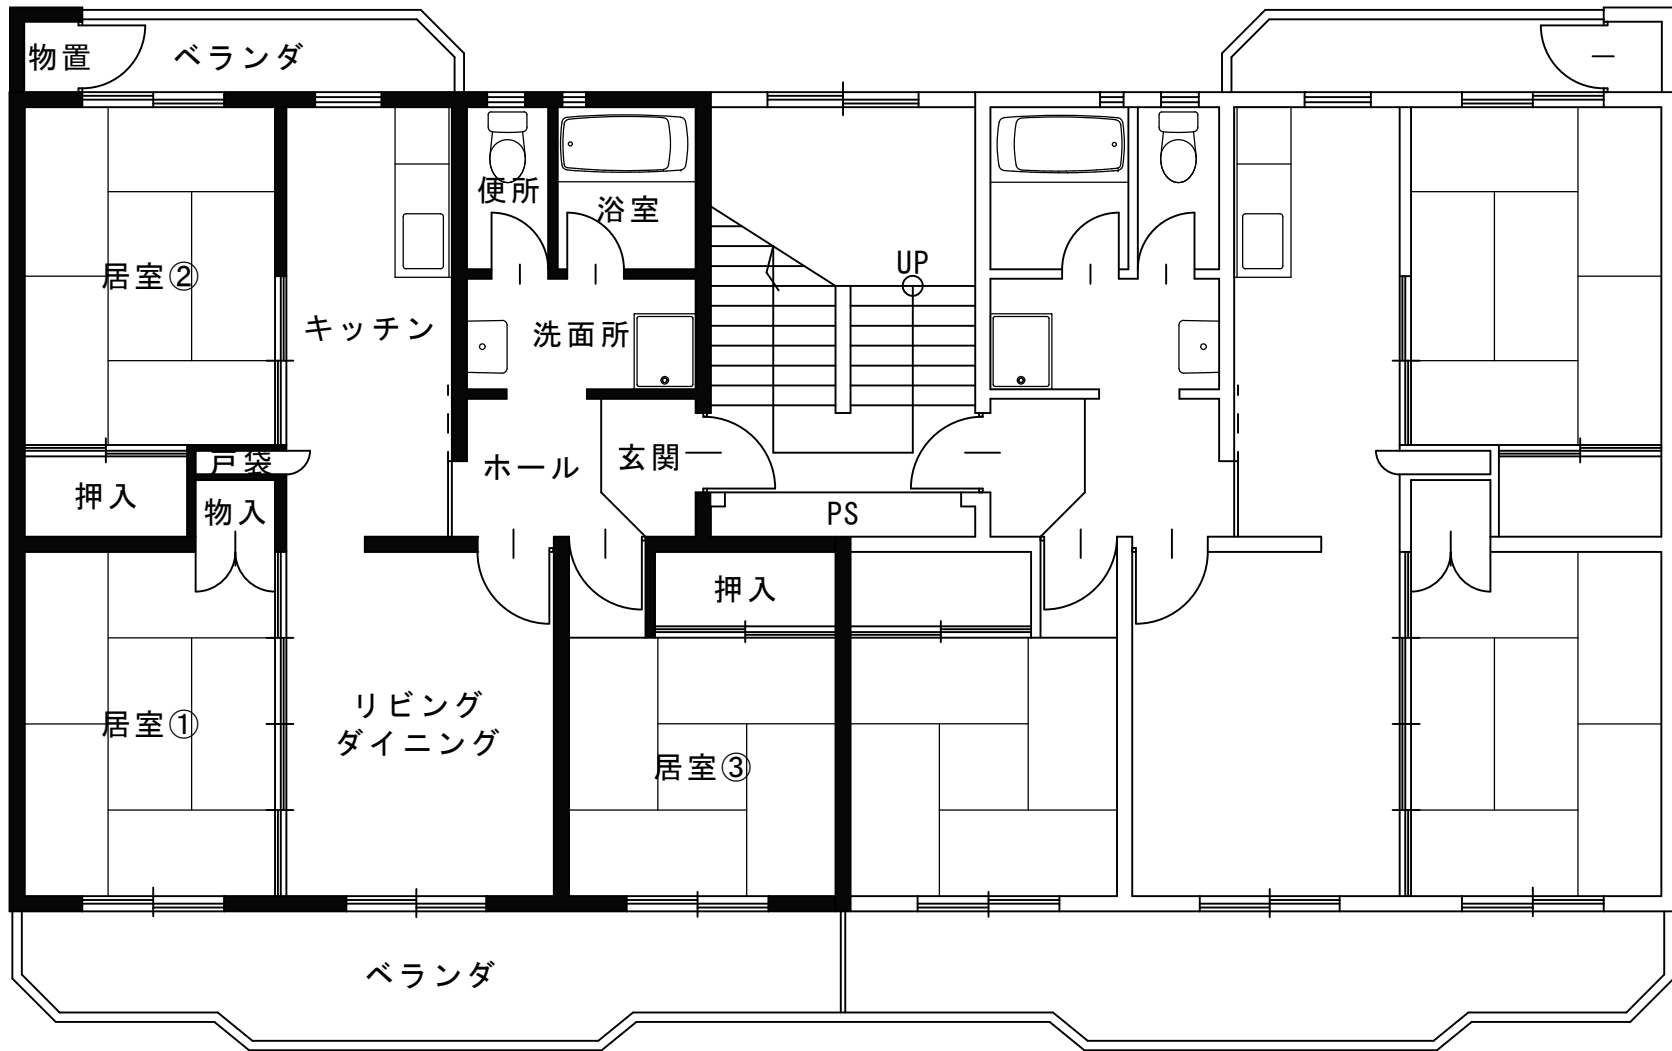 物置
ベランダ
便所
浴室
居室②
UP
キッチン
洗面所
戸袋
ホール
玄関
押入
物入
PS
押入
リビング
ダイニング
居室①
居室③
ベランダ